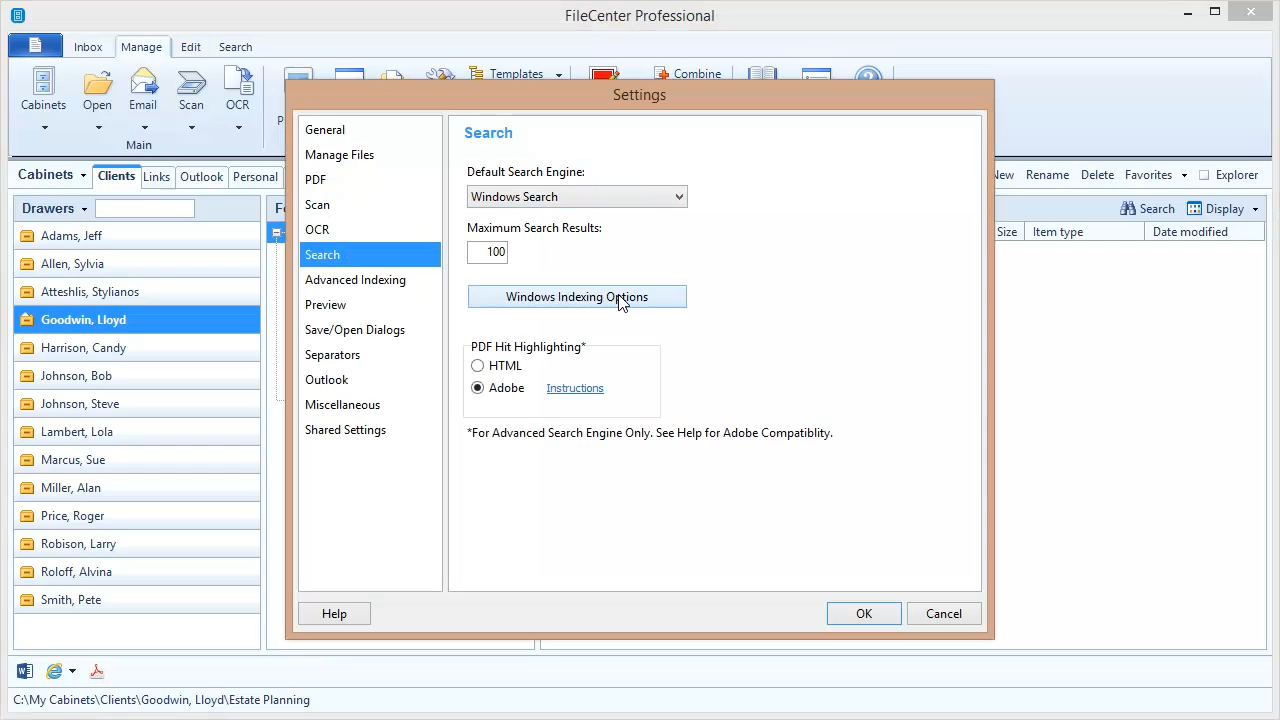 FileCenter Professional
Inbox
Manage
Edit
Search
Cabinets
Open
Email
Scan
OCR
Main
Templates
Combine
Settings
Cabinets
Clients
Links
Outlook
Personal
New
Rename
Delete
Favorites
Explorer
Drawers
Search
Display
Size
Item type
Date modified
Adams, Jeff
Allen, Sylvia
Atteshlis, Stylianos
Goodwin, Lloyd
Harrison, Candy
Johnson, Bob
Johnson, Steve
Lambert, Lola
Marcus, Sue
Miller, Alan
Price, Roger
Robison, Larry
Roloff, Alvina
Smith, Pete
General
Manage Files
PDF
Scan
OCR
Search
Advanced Indexing
Preview
Save/Open Dialogs
Separators
Outlook
Miscellaneous
Shared Settings
Search
Default Search Engine:
Windows Search
Maximum Search Results:
100
Windows Indexing Options
PDF Hit Highlighting*
HTML
Adobe
Instructions
*For Advanced Search Engine Only. See Help for Adobe Compatiblity.
Help
OK
Cancel
C:\My Cabinets\Clients\Goodwin, Lloyd\Estate Planning